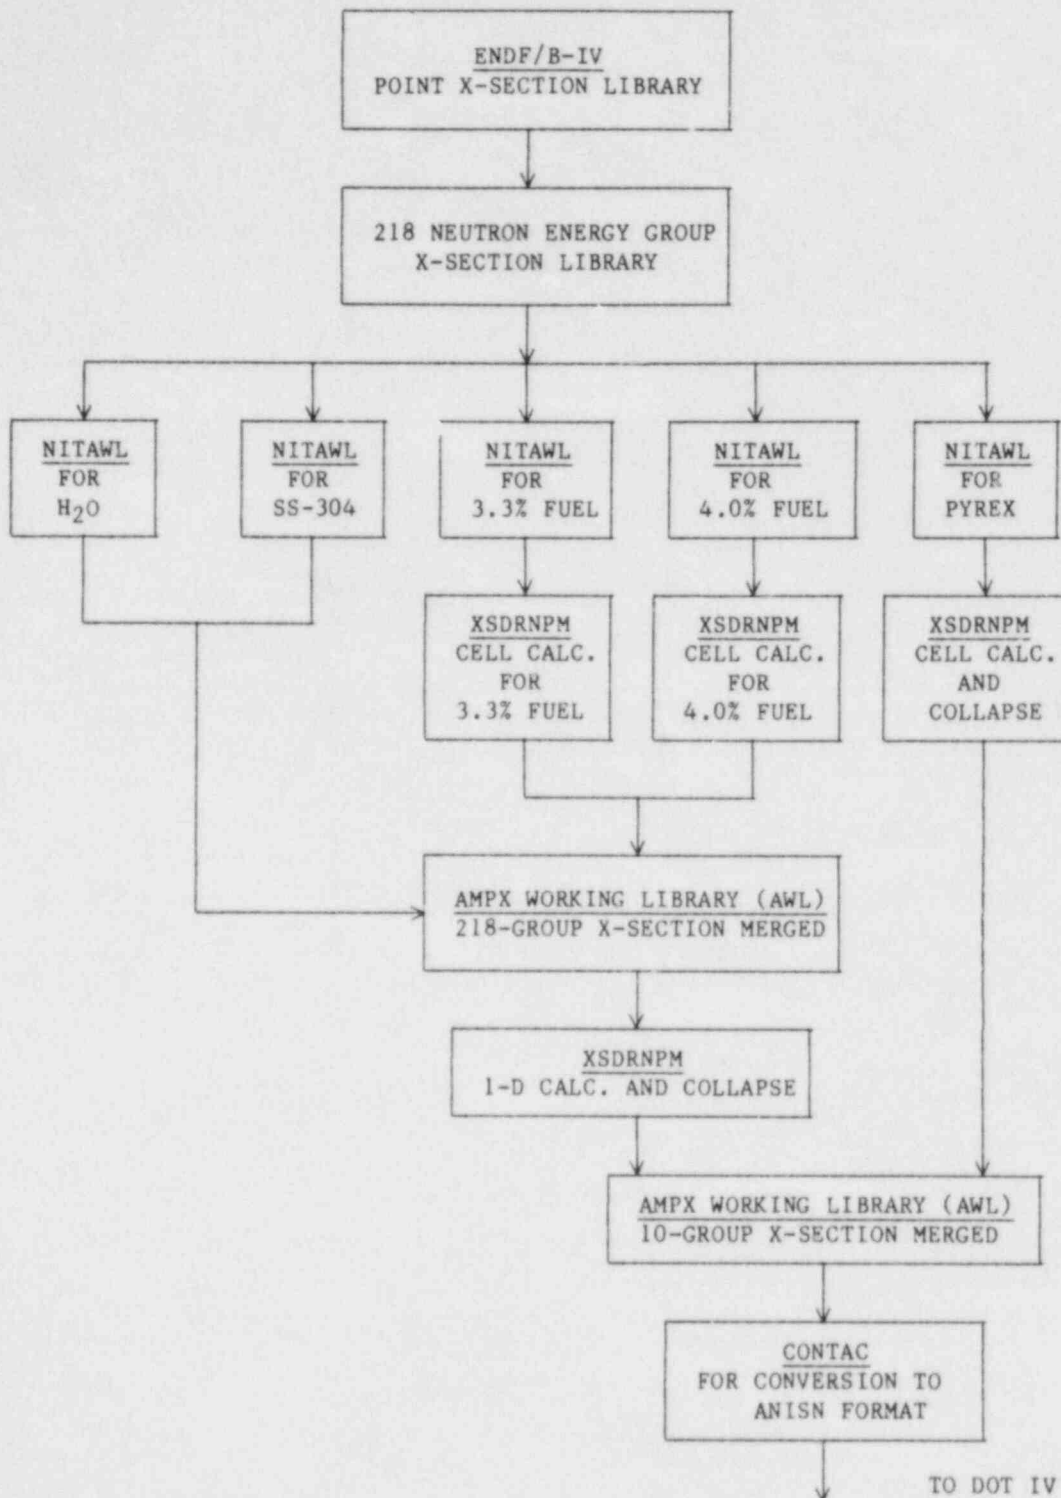 ENDF/B-IV
POINT X-SECTION LIBRARY
218 NEUTRON ENERGY GROUP
X-SECTION LIBRARY
NITAWL
FOR
H2O
NITAWL
FOR
SS-304
NITAWL
FOR
3.3% FUEL
NITAWL
FOR
4.0% FUEL
NITAWL
FOR
PYREX
XSDRNPM
CELL CALC.
FOR
3.3% FUEL
XSDRNPM
CELL CALC.
FOR
4.0% FUEL
XSDRNPM
CELL CALC.
AND
COLLAPSE
AMPX WORKING LIBRARY (AWL)
218-GROUP X-SECTION MERGED
XSDRNPM
1-D CALC. AND COLLAPSE
AMPX WORKING LIBRARY (AWL)
10-GROUP X-SECTION MERGED
CONTAC
FOR CONVERSION TO
ANISN FORMAT
TO DOT IV